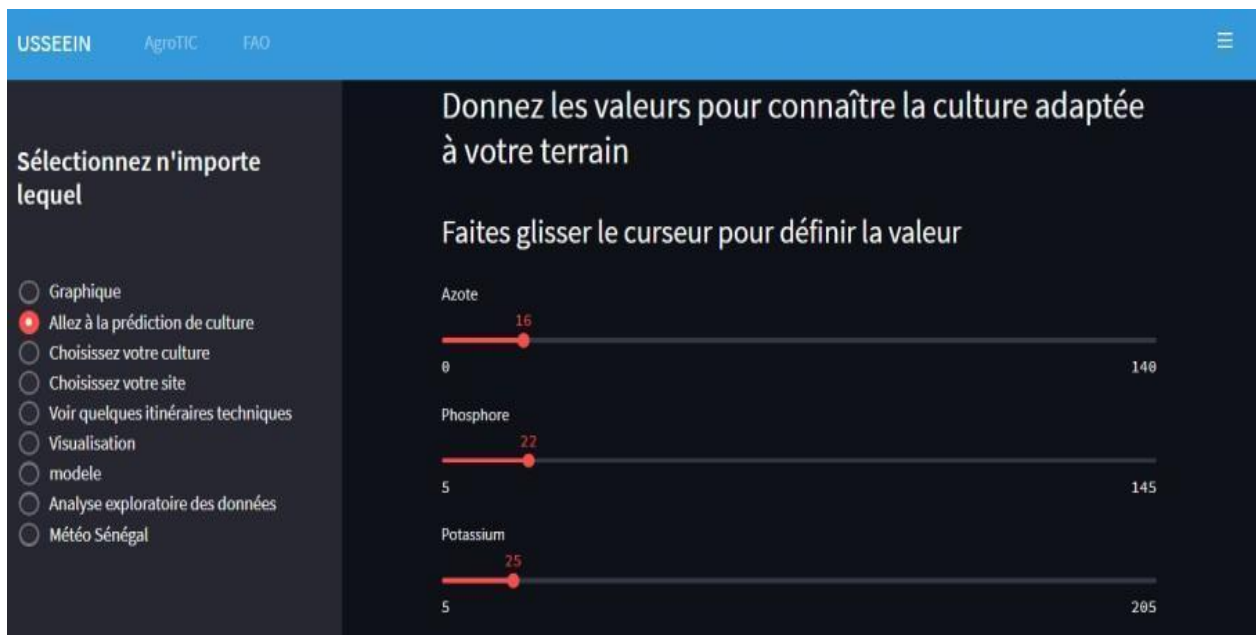 USSEEIN AgroTIC FAO
Sélectionnez n'importe
lequel
Graphique
Allez à la prédiction de culture
Choisissez votre culture
Choisissez votre site
Voir quelques itinéraires techniques
Visualisation
modele
Analyse exploratoire des données
Météo Sénégal
Donnez les valeurs pour connaître la culture adaptée
à votre terrain
Faites glisser le curseur pour définir la valeur
Azote
16
0 140
Phosphore
22
5 145
Potassium
25
5 205